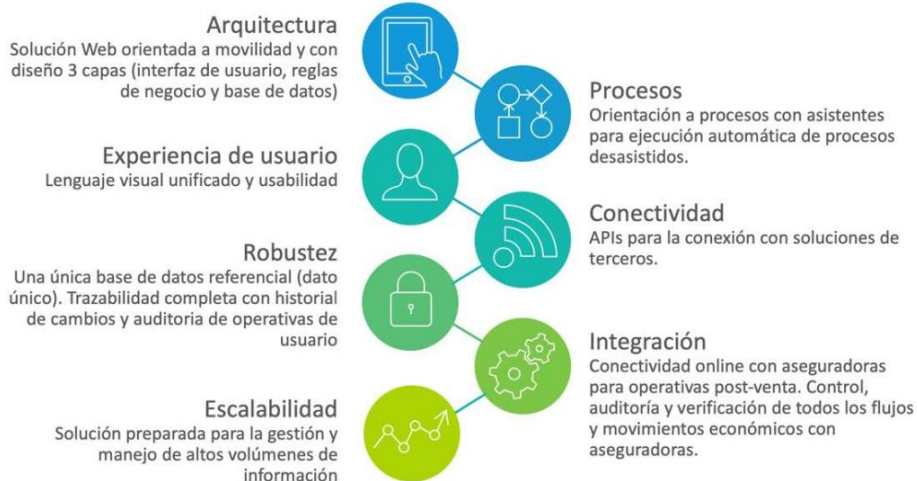 Arquitectura
Solución Web orientada a movilidad y con
diseño 3 capas (interfaz de usuario, reglas
de negocio y base de datos)
Procesos
Orientación a procesos con asistentes
para ejecución automática de procesos
desasistidos.
Experiencia de usuario
Lenguaje visual unificado y usabilidad
Conectividad
APIs para la conexión con soluciones de
terceros.
Robustez
Una única base de datos referencial (dato
único). Trazabilidad completa con historial
de cambios y auditoria de operativas de
usuario
Integración
Conectividad online con aseguradoras
para operativas post-venta. Control,
auditoría y verificación de todos los flujos
y movimientos económicos con
aseguradoras.
Escalabilidad
Solución preparada para la gestión y
manejo de altos volúmenes de
información